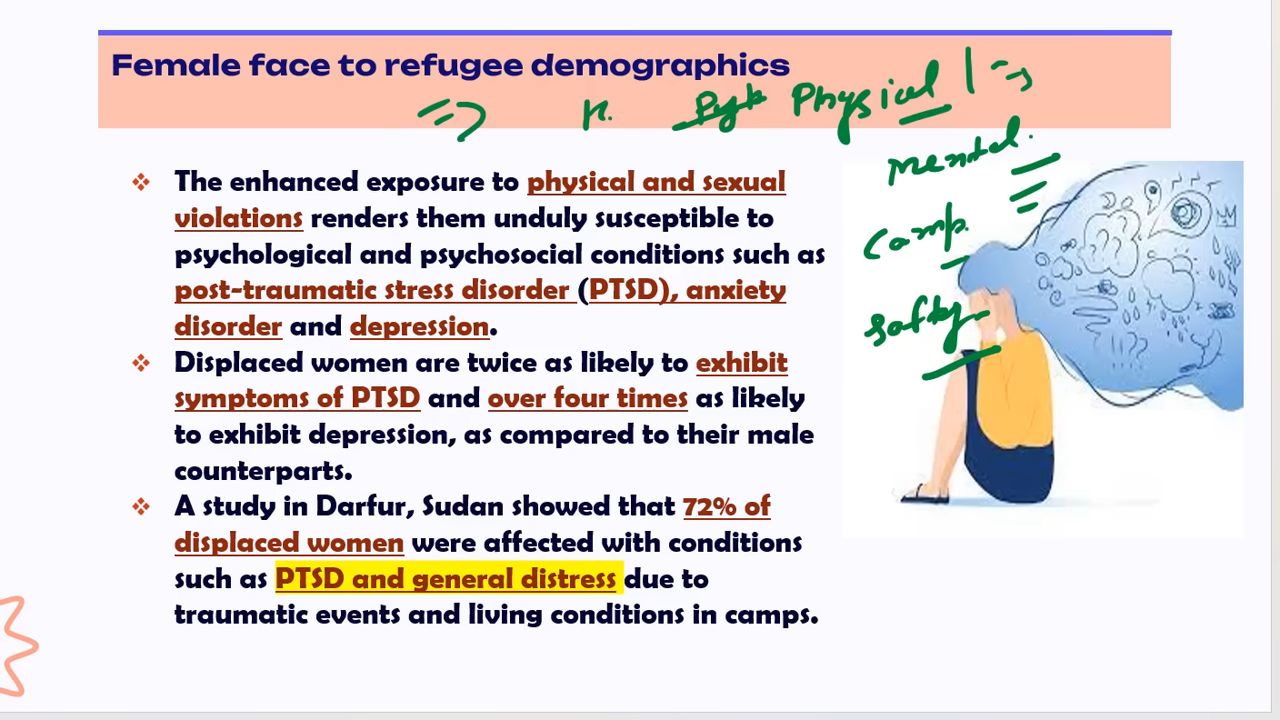 Female face to refugee demographics
Physical
Mental
Camp
Safty
❖ The enhanced exposure to physical and sexual
violations renders them unduly susceptible to
psychological and psychosocial conditions such as
post-traumatic stress disorder (PTSD), anxiety
disorder and depression.
❖ Displaced women are twice as likely to exhibit
symptoms of PTSD and over four times as likely
to exhibit depression, as compared to their male
counterparts.
❖ A study in Darfur, Sudan showed that 72% of
displaced women were affected with conditions
such as PTSD and general distress due to
traumatic events and living conditions in camps.